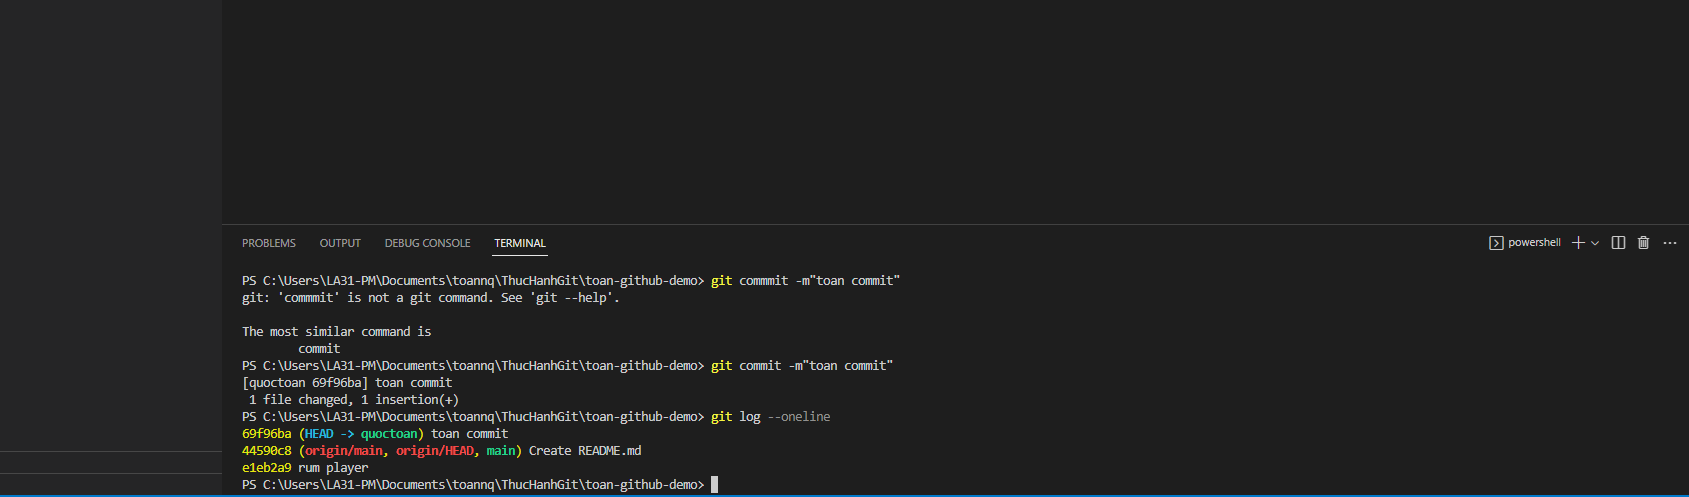 PROBLEMS OUTPUT DEBUG CONSOLE TERMINAL powershell
PS C:\Users\LA31-PM\Documents\toannq\ThucHanhGit\toan-github-demo> git commmit -m"toan commit"
git: 'commmit' is not a git command. See 'git --help'.
The most similar command is
commit
PS C:\Users\LA31-PM\Documents\toannq\ThucHanhGit\toan-github-demo> git commit -m"toan commit"
[quoctoan 69f96ba] toan commit
1 file changed, 1 insertion(+)
PS C:\Users\LA31-PM\Documents\toannq\ThucHanhGit\toan-github-demo> git log --oneline
69f96ba (HEAD -> quoctoan) toan commit
44590c8 (origin/main, origin/HEAD, main) Create README.md
e1eb2a9 rum player
PS C:\Users\LA31-PM\Documents\toannq\ThucHanhGit\toan-github-demo>